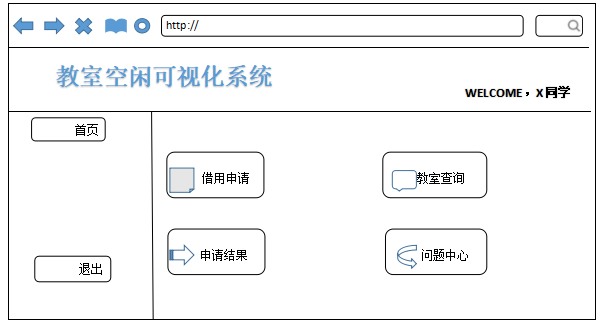 http://
教室空闲可视化系统
WELCOME，X同学
首页
借用申请
教室查询
申请结果
问题中心
退出